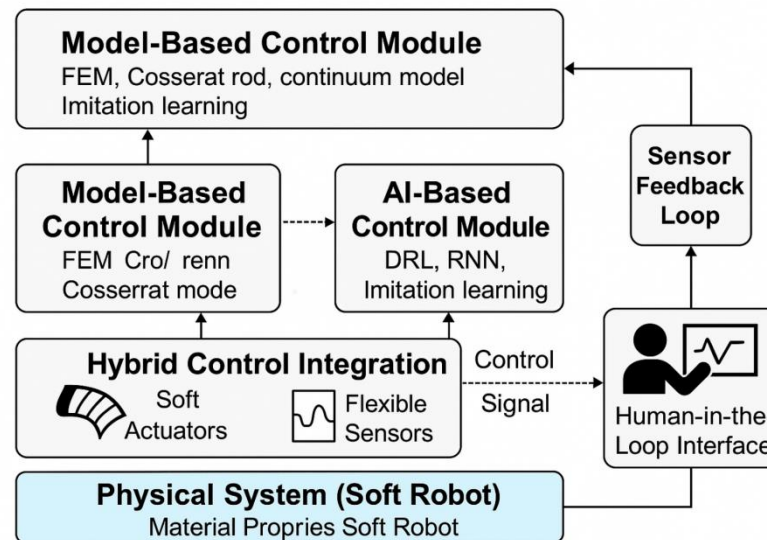 Model-Based Control Module
FEM, Cosserat rod, continuum model
Imitation learning
Model-Based
Control Module
FEM Cro/ renn
Cosserrat mode
AI-Based
Control Module
DRL, RNN,
Imitation learning
Sensor
Feedback
Loop
Hybrid Control Integration
Soft
Actuators
Flexible
Sensors
Control
Signal
Human-in-the
Loop Interface
Physical System (Soft Robot)
Material Propries Soft Robot